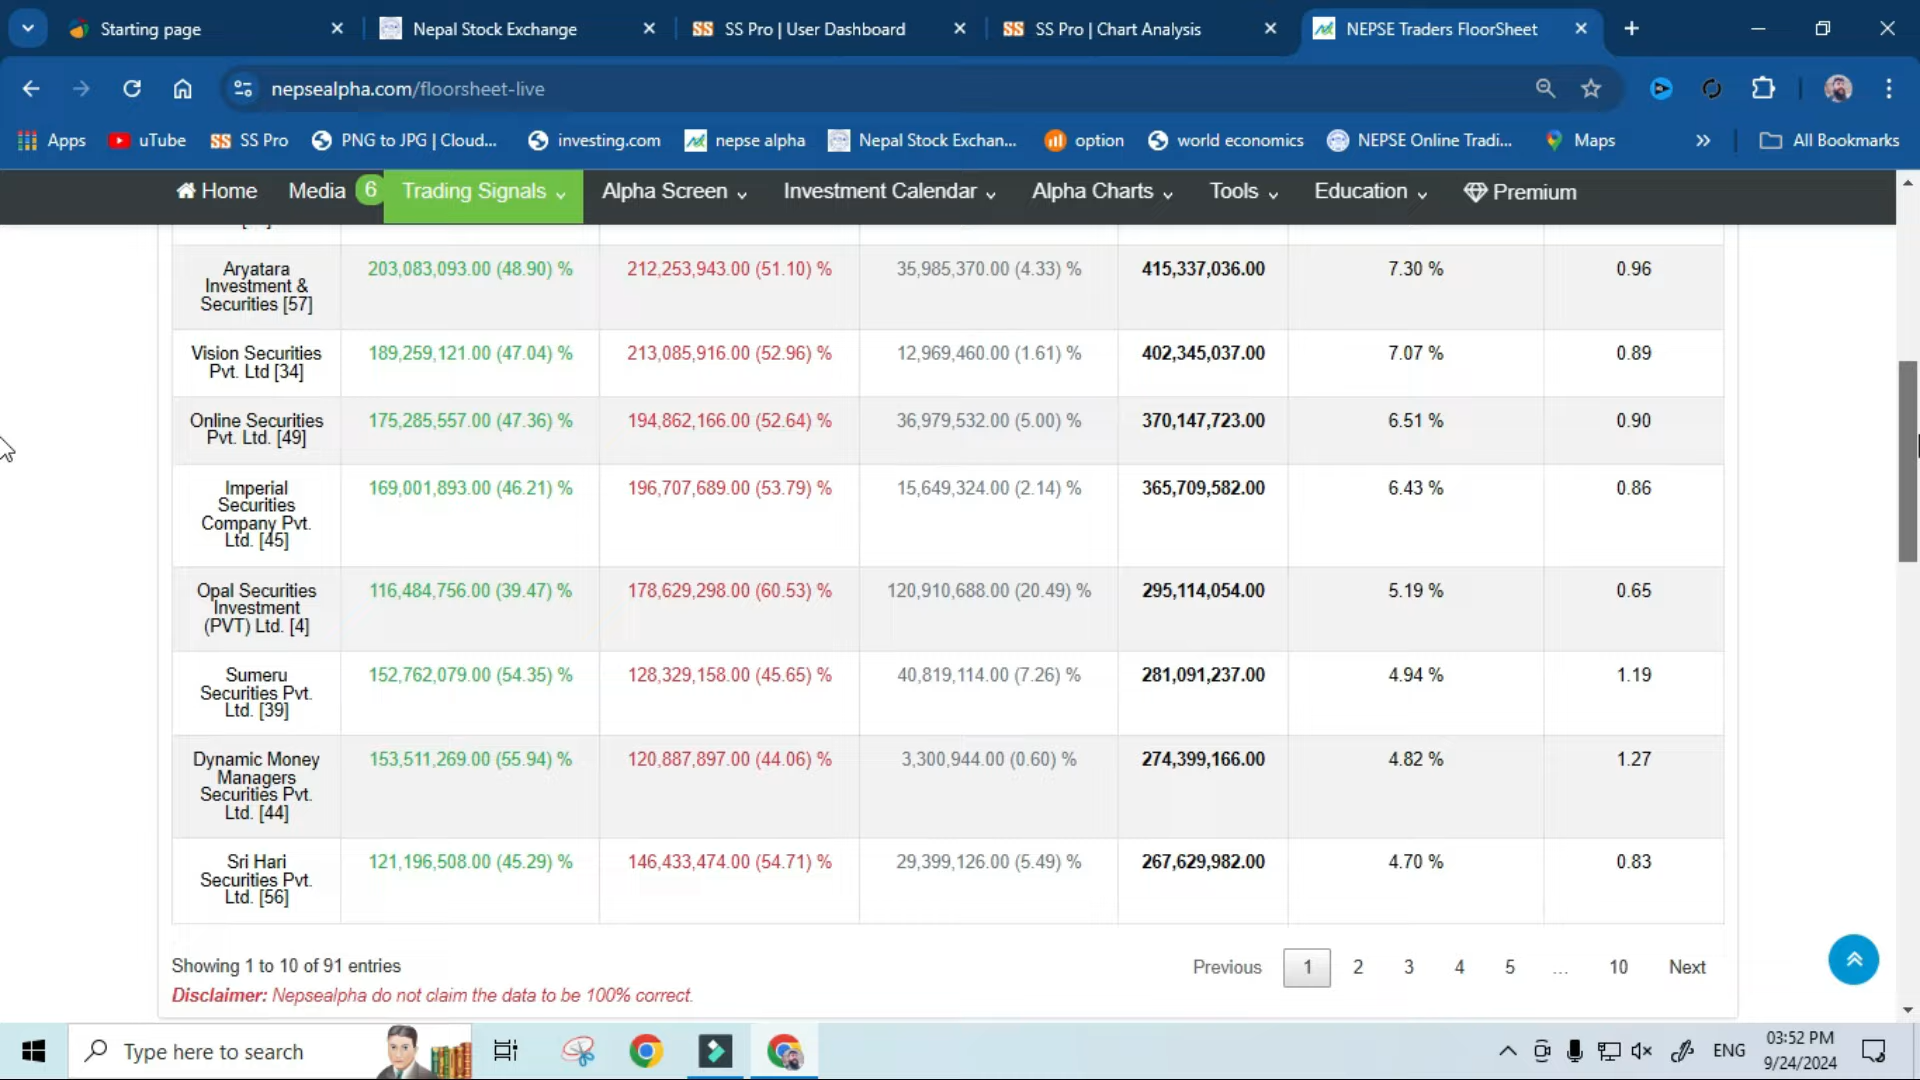 Starting page
Nepal Stock Exchange
SS Pro | User Dashboard
SS Pro | Chart Analysis
NEPSE Traders FloorSheet
nepsealpha.com/floorsheet-live
Apps
uTube
SS Pro
PNG to JPG | Cloud...
investing.com
nepse alpha
Nepal Stock Exchan...
option
world economics
NEPSE Online Tradi...
Maps
All Bookmarks
Home
Media 6
Trading Signals
Alpha Screen
Investment Calendar
Alpha Charts
Tools
Education
Premium
Aryatara
Investment &
Securities [57]
203,083,093.00 (48.90) %
212,253,943.00 (51.10) %
35,985,370.00 (4.33) %
415,337,036.00
7.30 %
0.96
Vision Securities
Pvt. Ltd [34]
189,259,121.00 (47.04) %
213,085,916.00 (52.96) %
12,969,460.00 (1.61) %
402,345,037.00
7.07 %
0.89
Online Securities
Pvt. Ltd. [49]
175,285,557.00 (47.36) %
194,862,166.00 (52.64) %
36,979,532.00 (5.00) %
370,147,723.00
6.51 %
0.90
Imperial
Securities
Company Pvt.
Ltd. [45]
169,001,893.00 (46.21) %
196,707,689.00 (53.79) %
15,649,324.00 (2.14) %
365,709,582.00
6.43 %
0.86
Opal Securities
Investment
(PVT) Ltd. [4]
116,484,756.00 (39.47) %
178,629,298.00 (60.53) %
120,910,688.00 (20.49) %
295,114,054.00
5.19 %
0.65
Sumeru
Securities Pvt.
Ltd. [39]
152,762,079.00 (54.35) %
128,329,158.00 (45.65) %
40,819,114.00 (7.26) %
281,091,237.00
4.94 %
1.19
Dynamic Money
Managers
Securities Pvt.
Ltd. [44]
153,511,269.00 (55.94) %
120,887,897.00 (44.06) %
3,300,944.00 (0.60) %
274,399,166.00
4.82 %
1.27
Sri Hari
Securities Pvt.
Ltd. [56]
121,196,508.00 (45.29) %
146,433,474.00 (54.71) %
29,399,126.00 (5.49) %
267,629,982.00
4.70 %
0.83
Showing 1 to 10 of 91 entries
Previous 1 2 3 4 5 ... 10 Next
Disclaimer: Nepsealpha do not claim the data to be 100% correct.
Type here to search
ENG
03:52 PM
9/24/2024